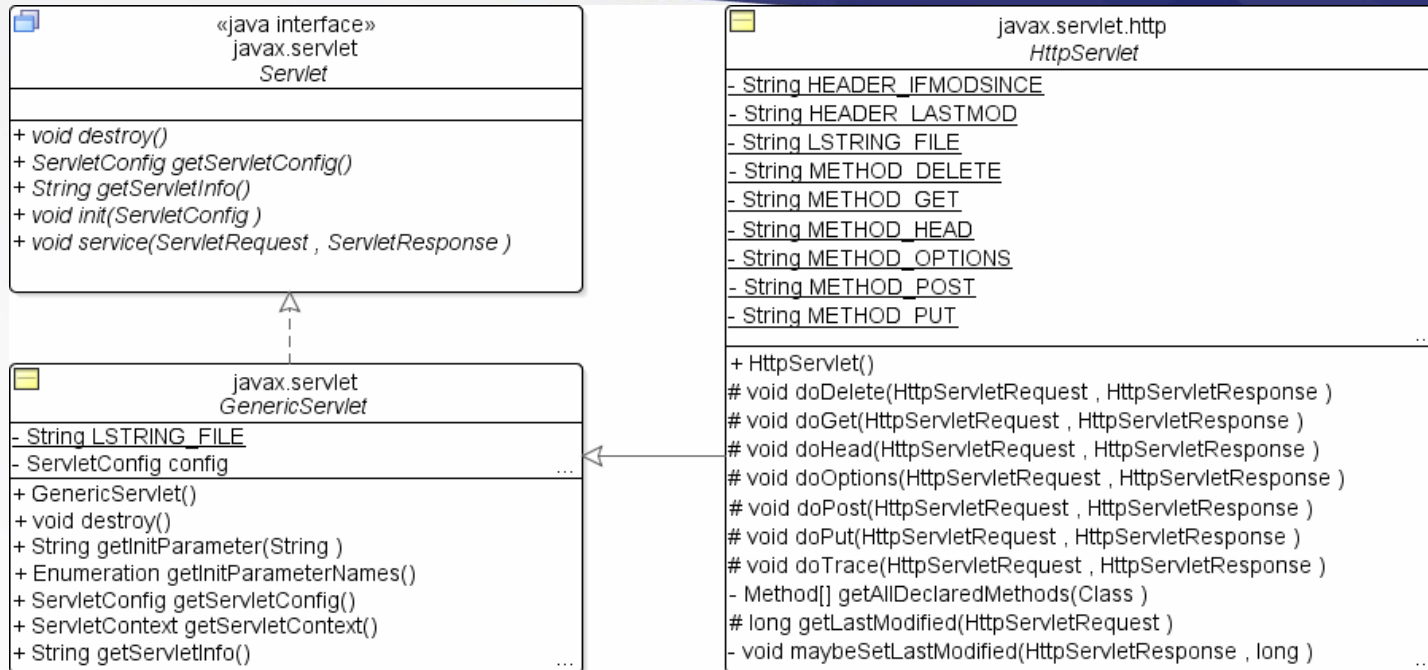 «java interface»
javax.servlet
Servlet
+ void destroy()
+ ServletConfig getServletConfig()
+ String getServletInfo()
+ void init(ServletConfig )
+ void service(ServletRequest , ServletResponse )
javax.servlet
GenericServlet
- String LSTRING_FILE
- ServletConfig config
...
+ GenericServlet()
+ void destroy()
+ String getInitParameter(String )
+ Enumeration getInitParameterNames()
+ ServletConfig getServletConfig()
+ ServletContext getServletContext()
+ String getServletInfo()
...
javax.servlet.http
HttpServlet
- String HEADER_IFMODSINCE
- String HEADER_LASTMOD
- String LSTRING_FILE
- String METHOD_DELETE
- String METHOD_GET
- String METHOD_HEAD
- String METHOD_OPTIONS
- String METHOD_POST
- String METHOD_PUT
...
+ HttpServlet()
# void doDelete(HttpServletRequest , HttpServletResponse )
# void doGet(HttpServletRequest , HttpServletResponse )
# void doHead(HttpServletRequest , HttpServletResponse )
# void doOptions(HttpServletRequest , HttpServletResponse )
# void doPost(HttpServletRequest , HttpServletResponse )
# void doPut(HttpServletRequest , HttpServletResponse )
# void doTrace(HttpServletRequest , HttpServletResponse )
- Method[] getAllDeclaredMethods(Class )
# long getLastModified(HttpServletRequest )
- void maybeSetLastModified(HttpServletResponse , long )
...